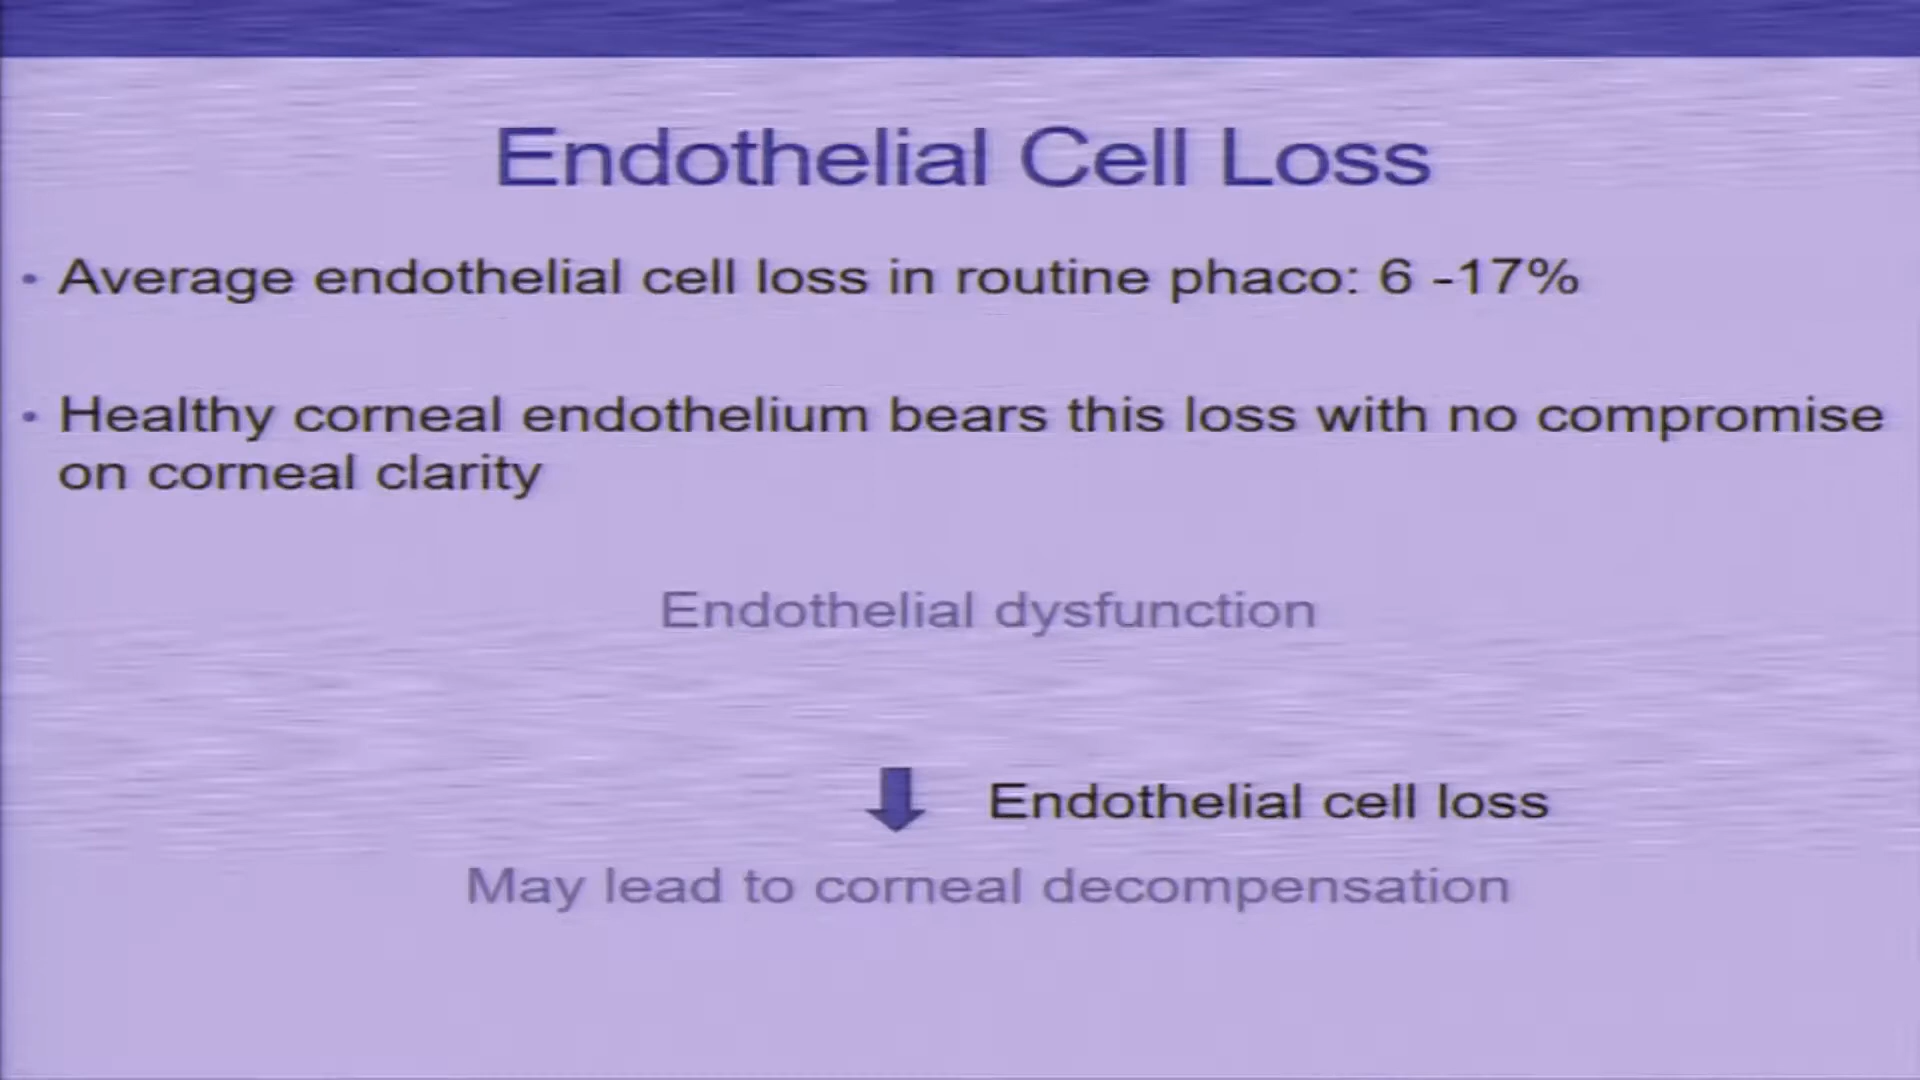 Endothelial Cell Loss
• Average endothelial cell loss in routine phaco: 6 -17%
• Healthy corneal endothelium bears this loss with no compromise
on corneal clarity
Endothelial dysfunction
Endothelial cell loss
May lead to corneal decompensation